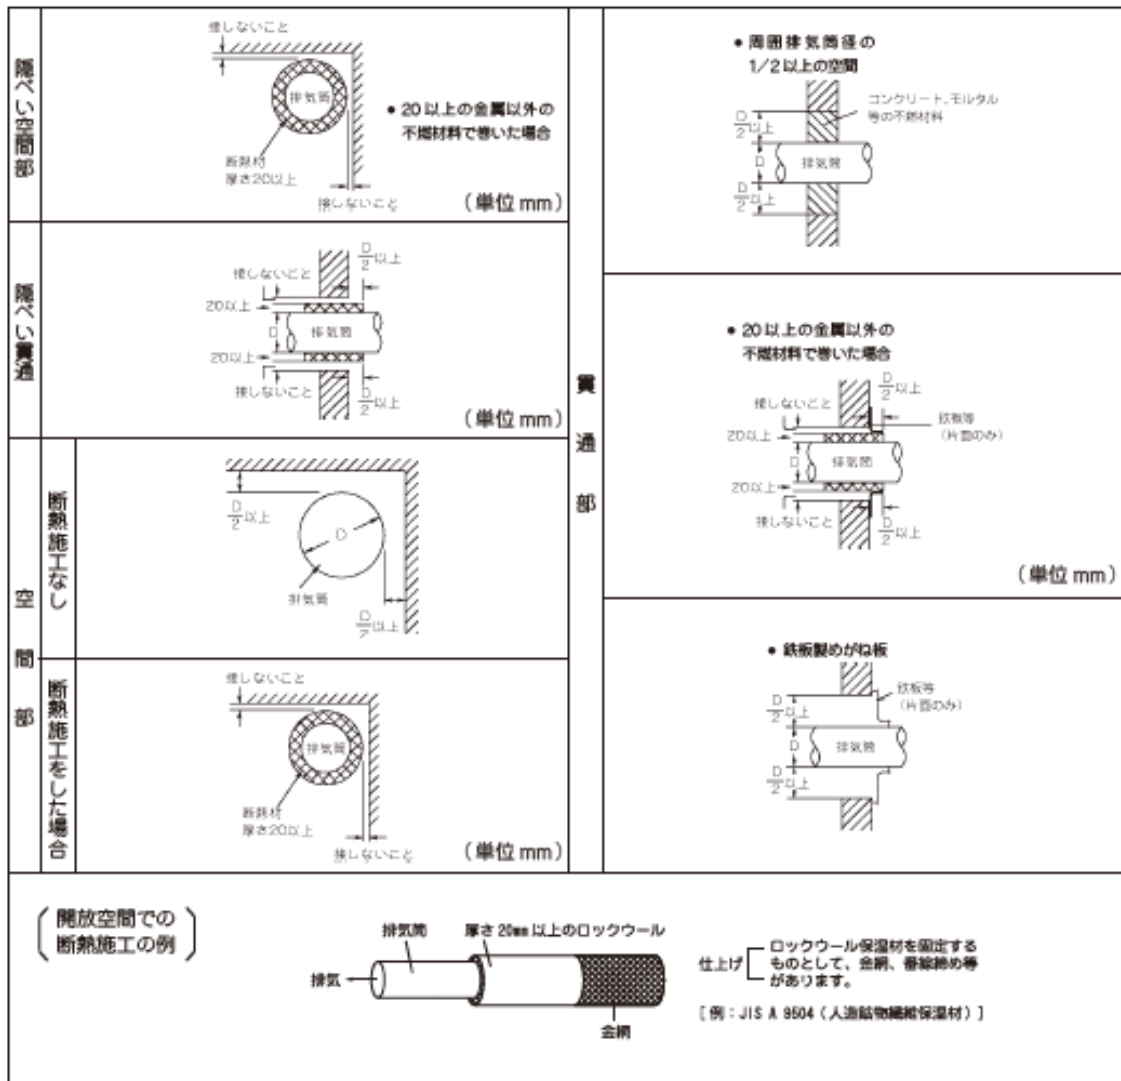 隠ぺい空間部
接しないこと
排気筒
断熱材
厚さ20以上
接しないこと
● 20以上の金属以外の
不燃材料で巻いた場合
(単位 mm)
隠ぺい貫通
接しないこと
D/2以上
20以上
D
排気筒
20以上
接しないこと
D/2以上
(単位 mm)
空間部
断熱施工なし
D/2以上
D
排気筒
D/2以上
断熱施工をした場合
接しないこと
排気筒
断熱材
厚さ20以上
接しないこと
(単位 mm)
貫通部
● 周囲排気筒径の
1/2以上の空間
コンクリート、モルタル
等の不燃材料
D/2以上
D
排気筒
D/2以上
● 20以上の金属以外の
不燃材料で巻いた場合
D/2以上
接しないこと
鉄板等
(片面のみ)
20以上
D
排気筒
20以上
接しないこと
D/2以上
(単位 mm)
● 鉄板製めがね板
鉄板等
(片面のみ)
D/2以上
D
排気筒
D/2以上
開放空間での
断熱施工の例
排気筒
厚さ20mm以上のロックウール
排気
金網
仕上げ
ロックウール保温材を固定する
ものとして、金網、番線締め等
があります。
[例：JIS A 9504（人造鉱物繊維保温材）]